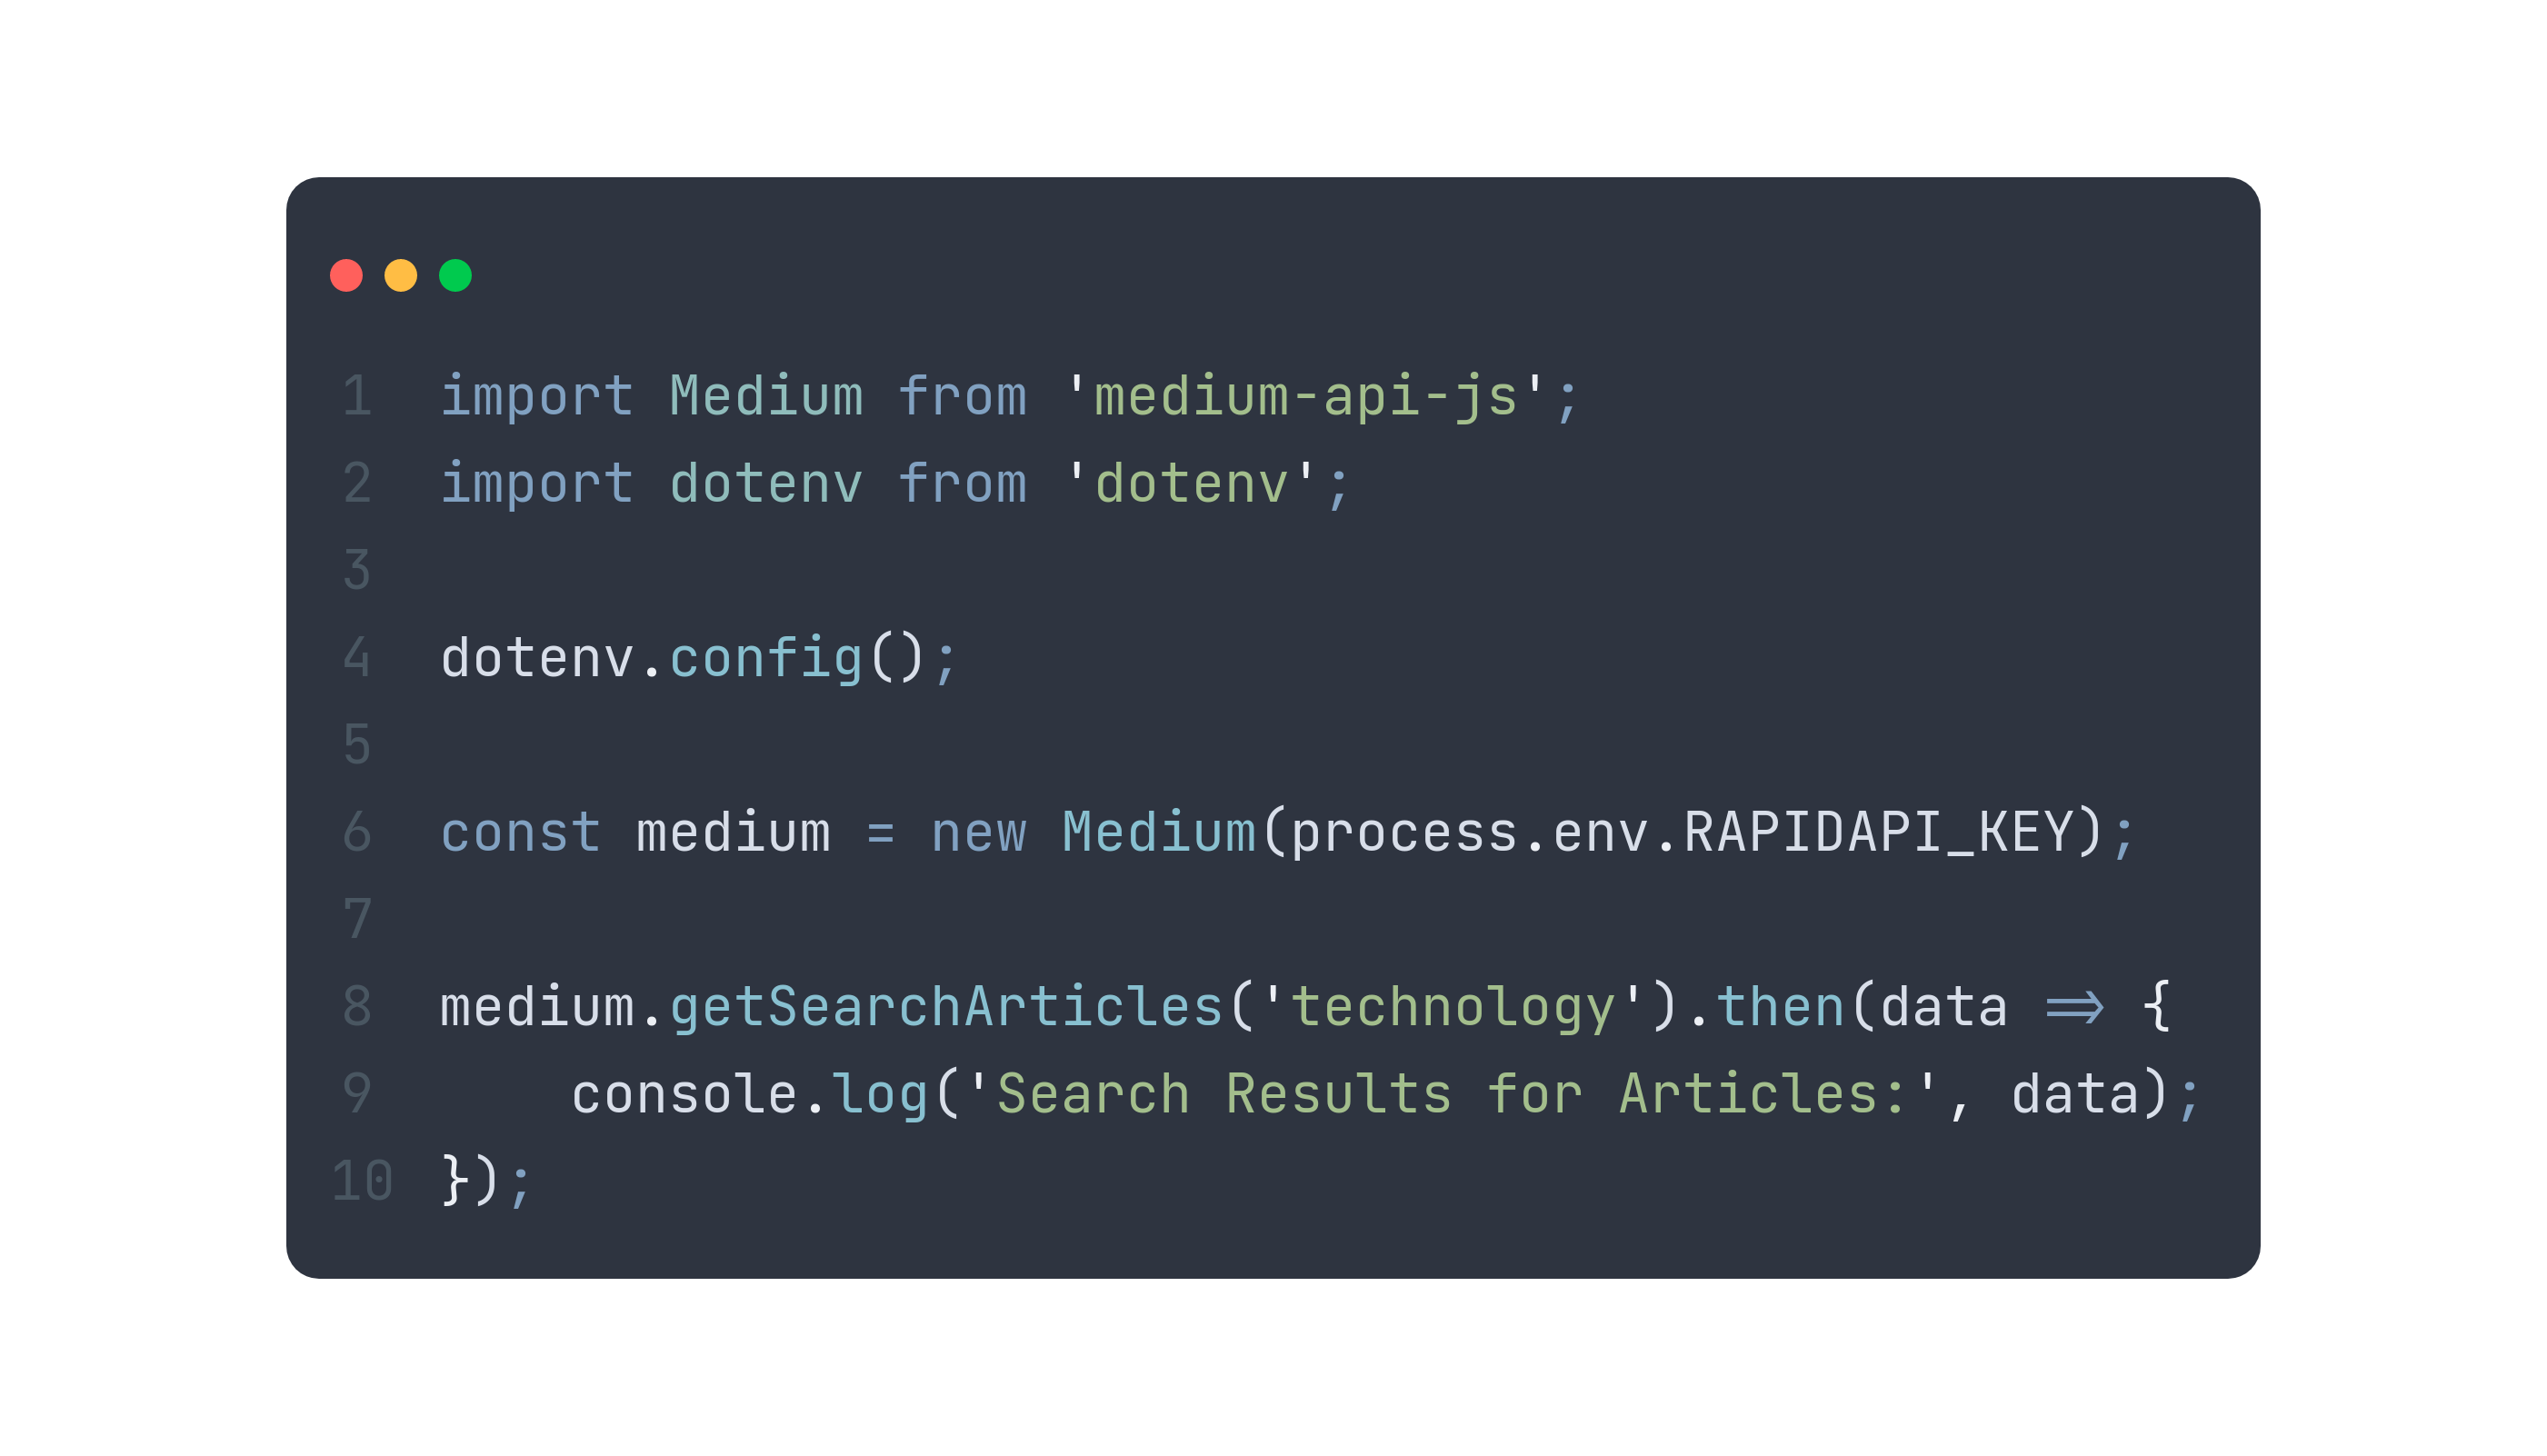 1 import Medium from 'medium-api-js';
2 import dotenv from 'dotenv';
3
4 dotenv.config();
5
6 const medium = new Medium(process.env.RAPIDAPI_KEY);
7
8 medium.getSearchArticles('technology').then(data => {
9     console.log('Search Results for Articles:', data);
10 });